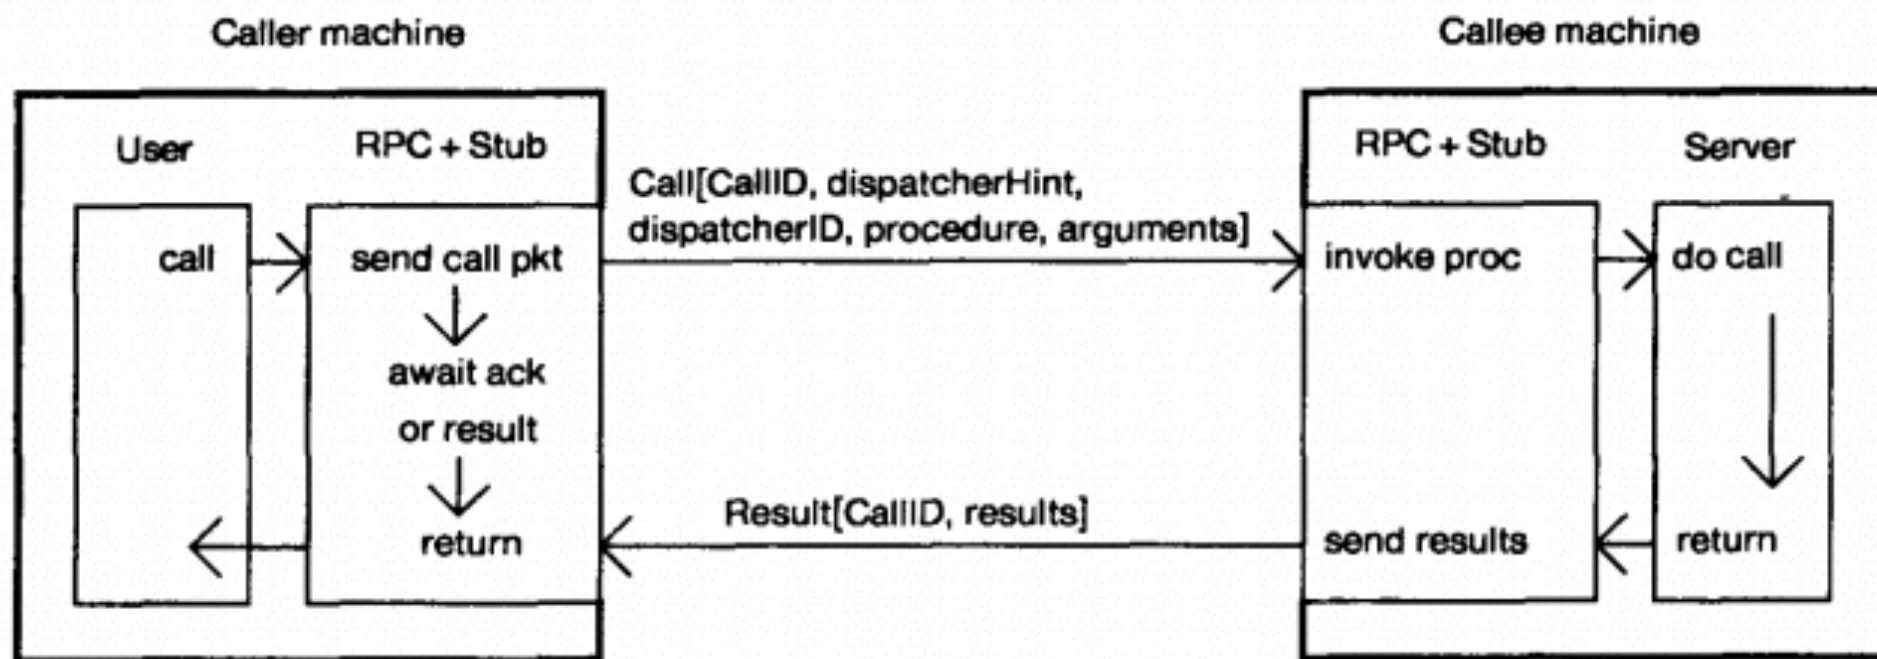 Caller machine
Callee machine
User
RPC + Stub
RPC + Stub
Server
Call[CallID, dispatcherHint,
dispatcherID, procedure, arguments]
call
send call pkt
invoke proc
do call
await ack
or result
Result[CallID, results]
return
send results
return